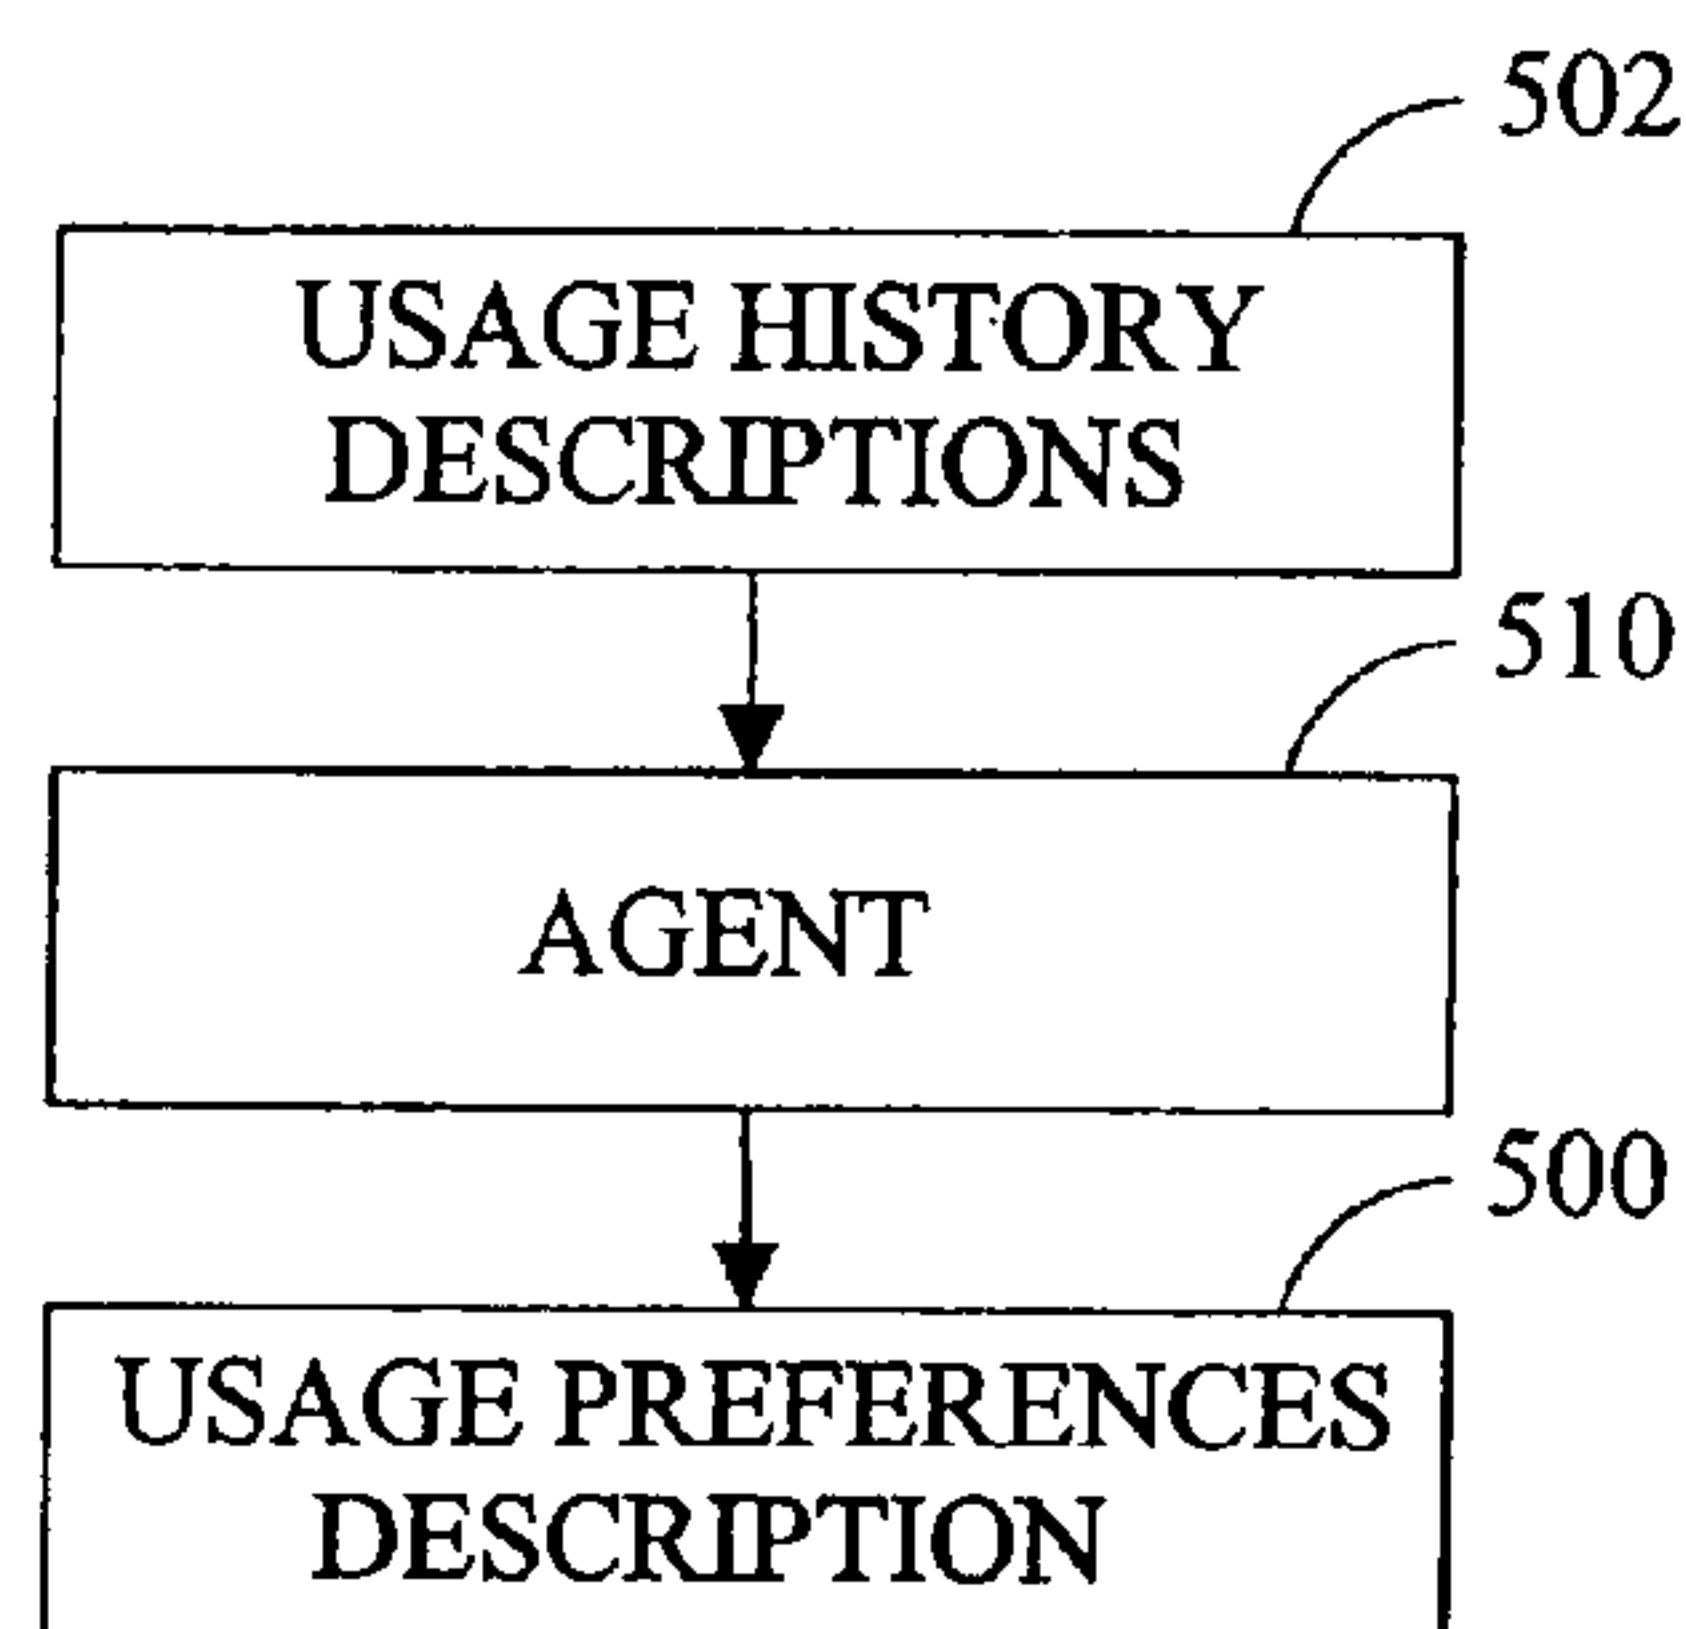 502
USAGE HISTORY
DESCRIPTIONS
510
AGENT
500
USAGE PREFERENCES
DESCRIPTION